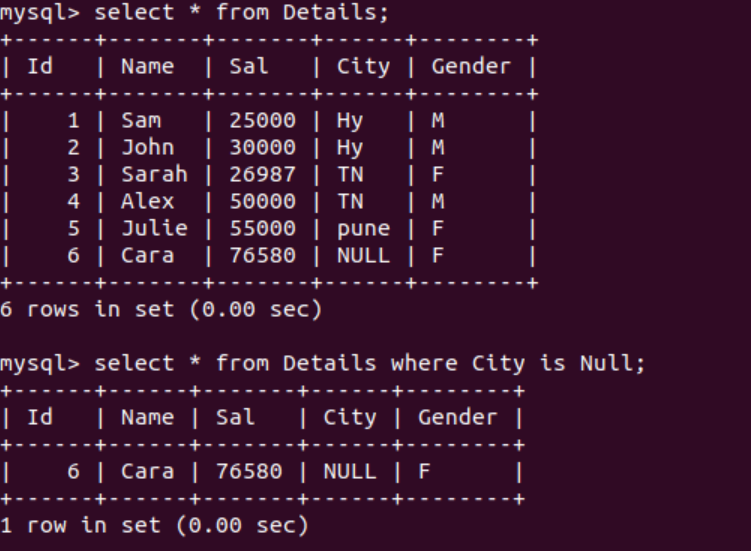 mysql> select * from Details;
+------+-------+-------+------+--------+
| Id   | Name  | Sal   | City | Gender |
+------+-------+-------+------+--------+
|    1 | Sam   | 25000 | Hy   | M      |
|    2 | John  | 30000 | Hy   | M      |
|    3 | Sarah | 26987 | TN   | F      |
|    4 | Alex  | 50000 | TN   | M      |
|    5 | Julie | 55000 | pune | F      |
|    6 | Cara  | 76580 | NULL | F      |
+------+-------+-------+------+--------+
6 rows in set (0.00 sec)

mysql> select * from Details where City is Null;
+------+------+-------+------+--------+
| Id   | Name | Sal   | City | Gender |
+------+------+-------+------+--------+
|    6 | Cara | 76580 | NULL | F      |
+------+------+-------+------+--------+
1 row in set (0.00 sec)